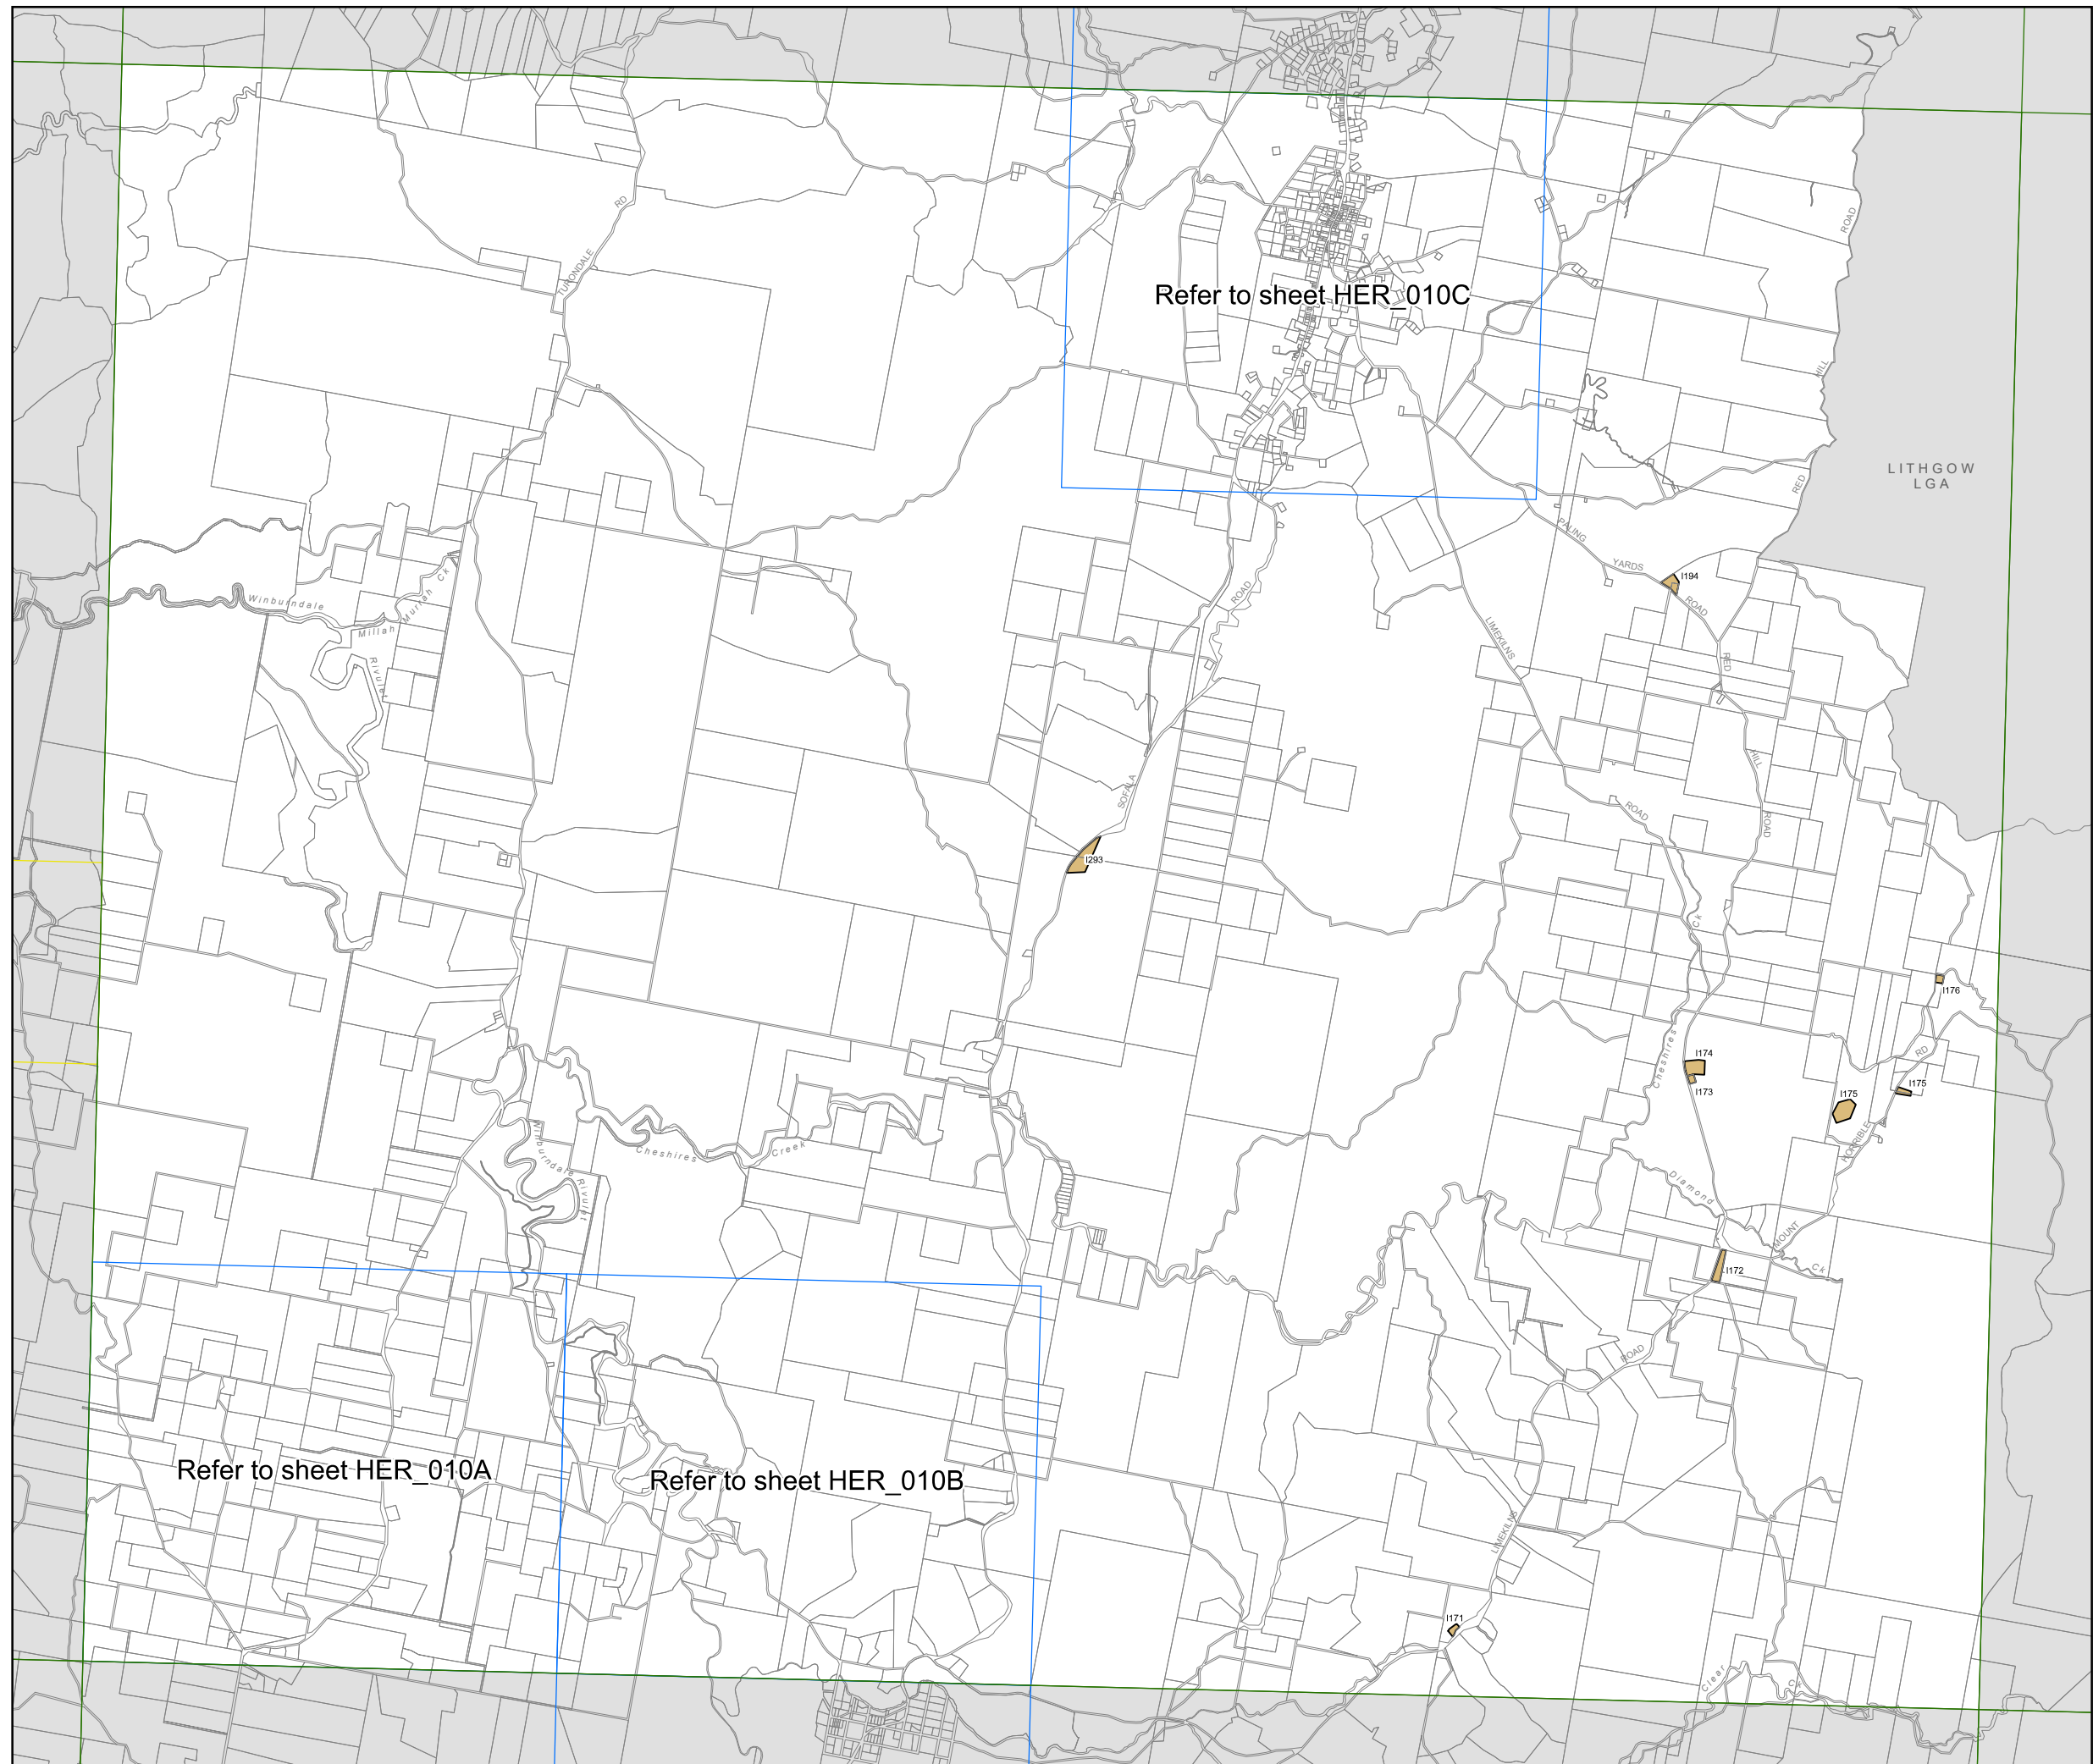 RD
TURONDALE
ROAD
Refer to sheet HER_010C
HILL
LITHGOW
LGA
RED
PALING
YARDS
I194
ROAD
Winburndale
Millah Murrah Ck
Rivulet
ROAD
LIMEKILNS
RED
HILL
ROAD
SOFALA
ROAD
I293
Ck
I176
Cheshires
RD
I174
I173
I175
I175
HORRIBLE
Winburndale
Rivulet
Cheshires
Creek
Diamond
MOUNT
Ck
I172
ROAD
Refer to sheet HER_010A
Refer to sheet HER_010B
LIMEKILNS
I171
Clear
Ck